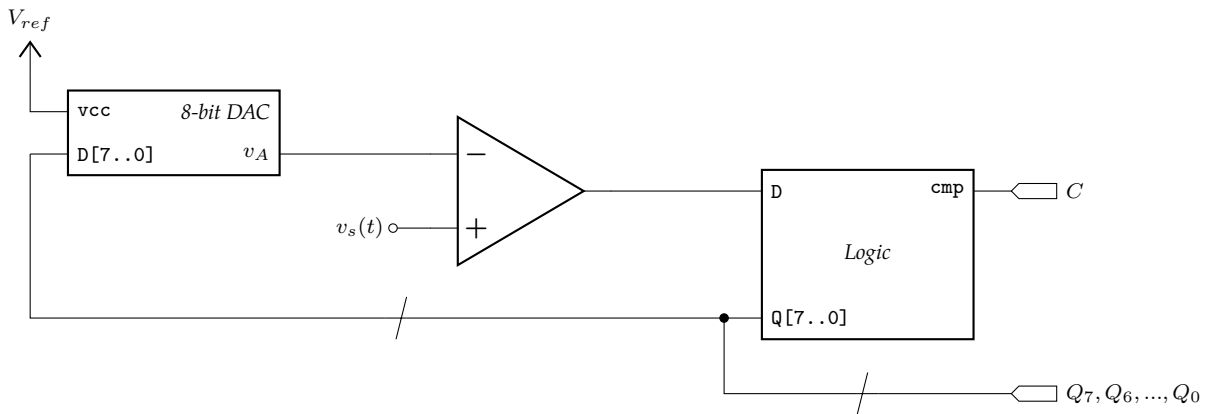 V_ref
vcc
8-bit DAC
D[7..0]
v_A
−
+
v_s(t)
D
cmp
C
Logic
Q[7..0]
Q_7, Q_6, ..., Q_0